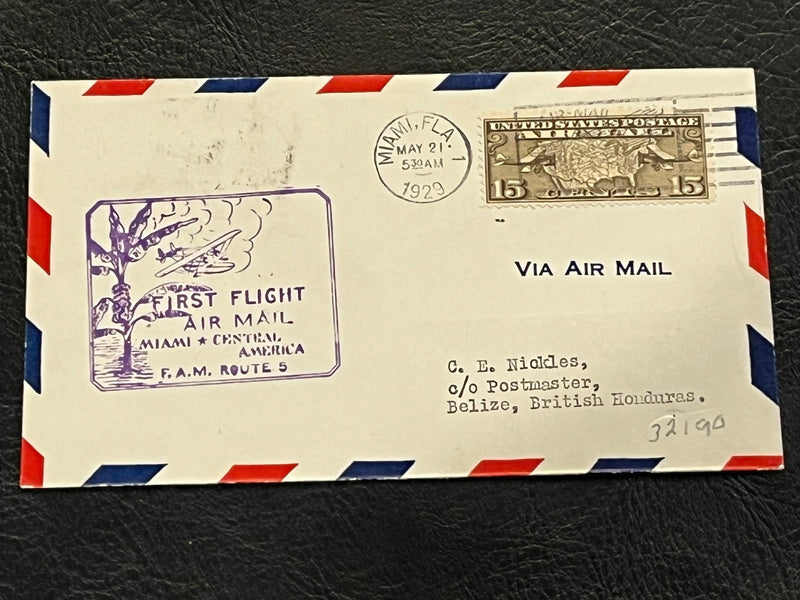 MIAMI, FLA. 1
MAY 21
5 30 AM
1929
UNITED STATES POSTAGE
AIR MAIL
15 CENTS 15
VIA AIR MAIL
FIRST FLIGHT
AIR MAIL
MIAMI ★ CENTRAL
AMERICA
F.A.M. ROUTE 5
C. E. Nickles,
c/o Postmaster,
Belize, British Honduras.
32190